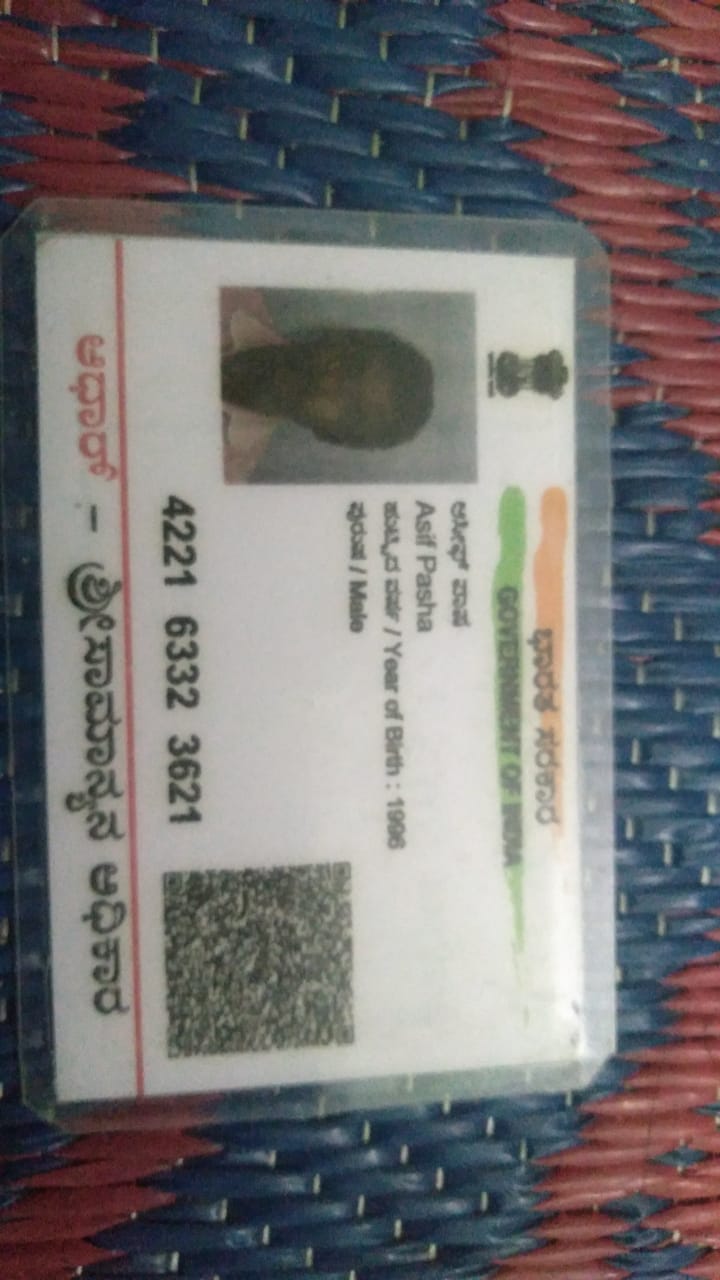 ಭಾರತ ಸರಕಾರ
GOVERNMENT OF INDIA
ಆಸೀಫ್ ಪಾಷ
Asif Pasha
ಹುಟ್ಟಿದ ವರ್ಷ / Year of Birth : 1996
ಪುರುಷ / Male
4221 6332 3621
ಆಧಾರ್ – ಶ್ರೀಸಾಮಾನ್ಯನ ಅಧಿಕಾರ